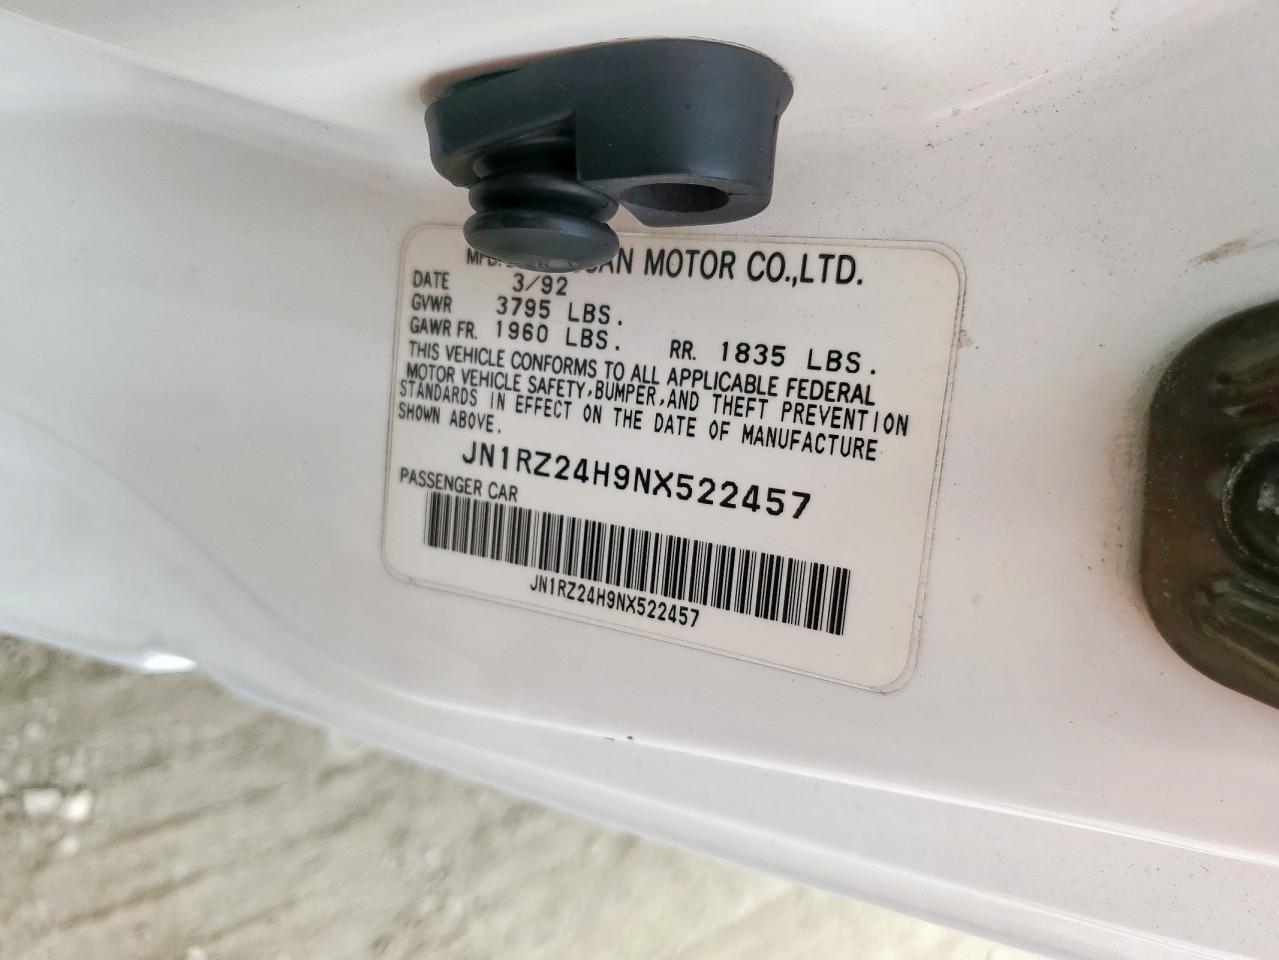 MOTOR CO.,LTD.
DATE 3/92
GVWR 3795 LBS.
GAWR FR. 1960 LBS. RR. 1835 LBS.
THIS VEHICLE CONFORMS TO ALL APPLICABLE FEDERAL
MOTOR VEHICLE SAFETY,BUMPER,AND THEFT PREVENTION
STANDARDS IN EFFECT ON THE DATE OF MANUFACTURE
SHOWN ABOVE.
JN1RZ24H9NX522457
PASSENGER CAR
JN1RZ24H9NX522457